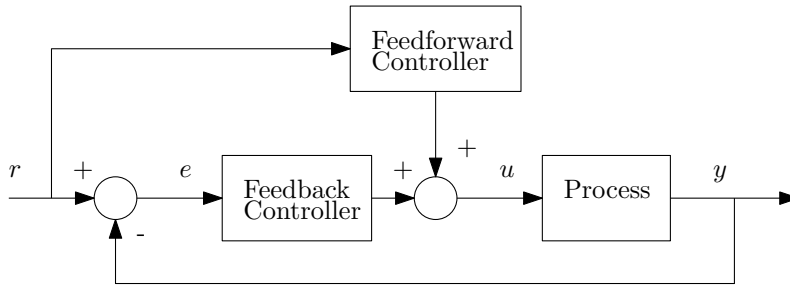 Feedforward
Controller
r
+
e
Feedback
Controller
+
+
u
Process
y
-